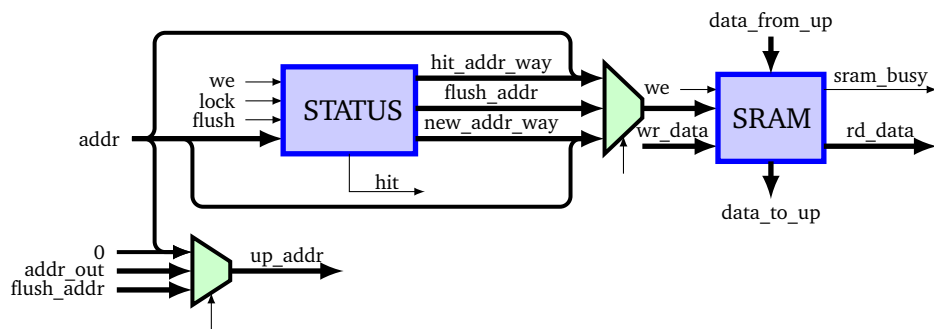 data_from_up
we
lock
flush
addr
STATUS
hit_addr_way
flush_addr
new_addr_way
hit
we
wr_data
SRAM
sram_busy
rd_data
data_to_up
0
addr_out
flush_addr
up_addr